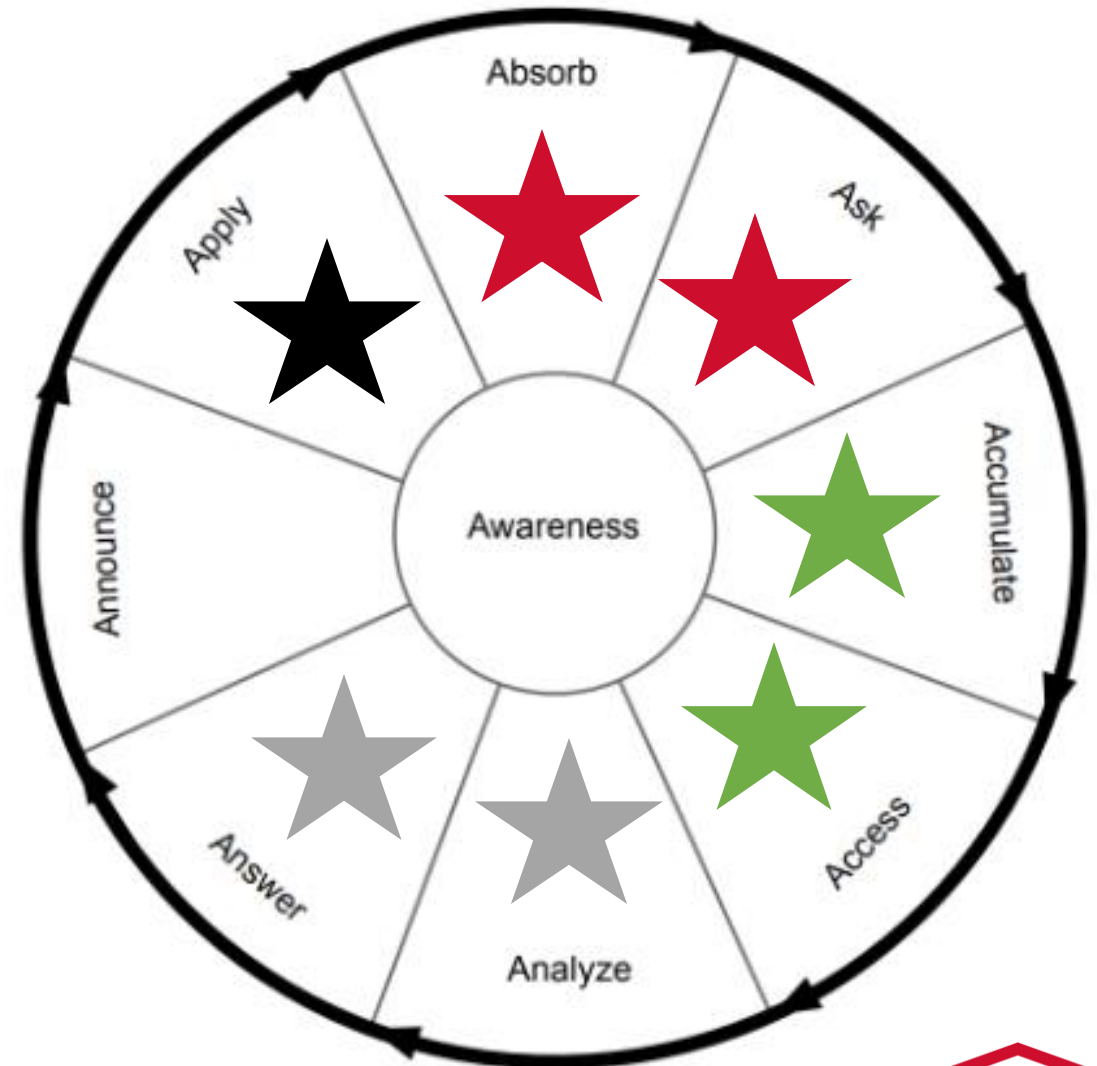 Absorb
Ask
Accumulate
Access
Analyze
Answer
Announce
Apply
Awareness